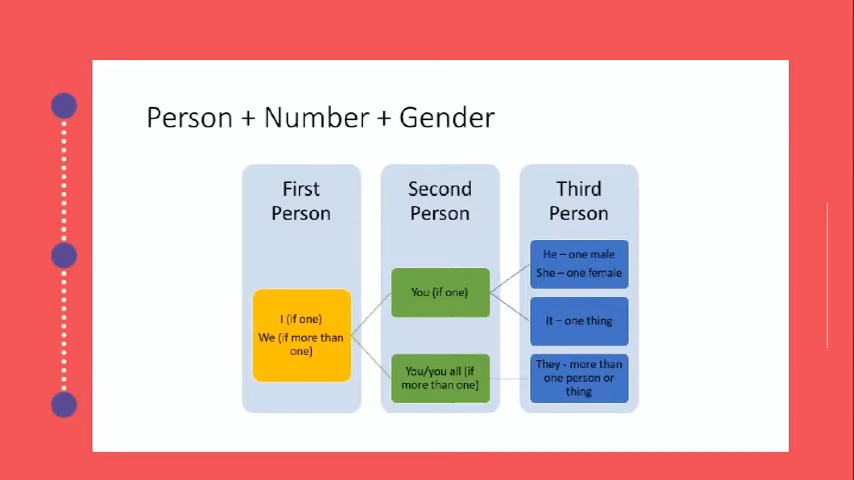 Person + Number + Gender
First
Person
Second
Person
Third
Person
I (if one)
We (if more than
one)
You (if one)
You/you all (if
more than one)
He – one male
She – one female
It – one thing
They - more than
one person or
thing